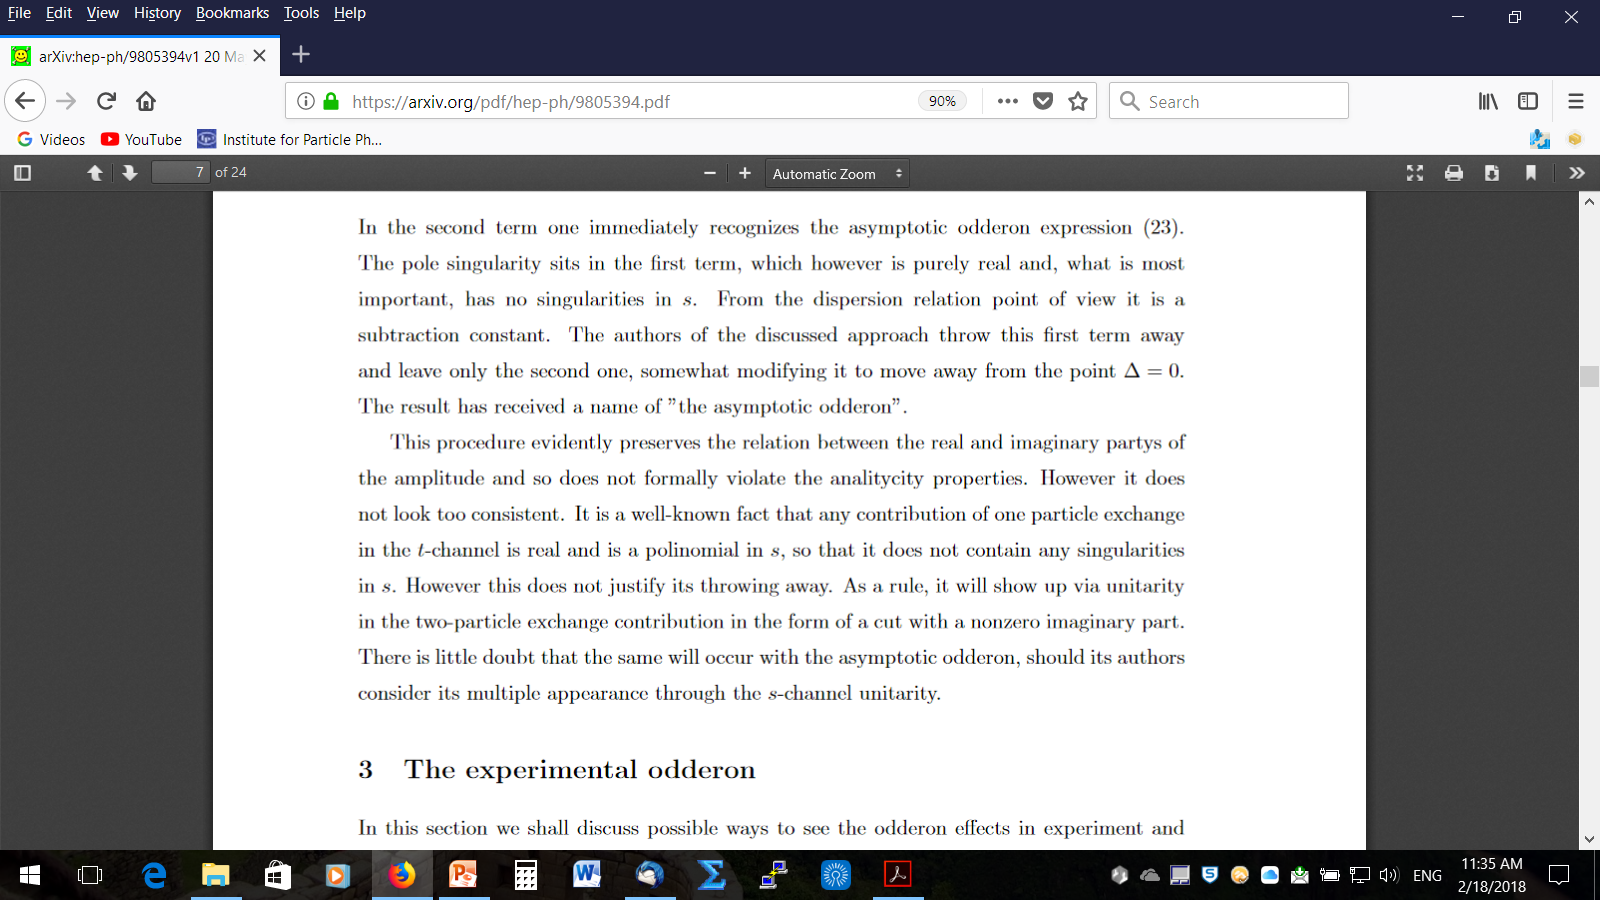 File Edit View History Bookmarks Tools Help
arXiv:hep-ph/9805394v1 20 Ma
https://arxiv.org/pdf/hep-ph/9805394.pdf 90% Search
Videos YouTube Institute for Particle Ph...
7 of 24 Automatic Zoom
In the second term one immediately recognizes the asymptotic odderon expression (23).
The pole singularity sits in the first term, which however is purely real and, what is most
important, has no singularities in s. From the dispersion relation point of view it is a
subtraction constant. The authors of the discussed approach throw this first term away
and leave only the second one, somewhat modifying it to move away from the point Δ = 0.
The result has received a name of "the asymptotic odderon".
This procedure evidently preserves the relation between the real and imaginary partys of
the amplitude and so does not formally violate the analitycity properties. However it does
not look too consistent. It is a well-known fact that any contribution of one particle exchange
in the t-channel is real and is a polinomial in s, so that it does not contain any singularities
in s. However this does not justify its throwing away. As a rule, it will show up via unitarity
in the two-particle exchange contribution in the form of a cut with a nonzero imaginary part.
There is little doubt that the same will occur with the asymptotic odderon, should its authors
consider its multiple appearance through the s-channel unitarity.
3 The experimental odderon
In this section we shall discuss possible ways to see the odderon effects in experiment and
11:35 AM
ENG
2/18/2018